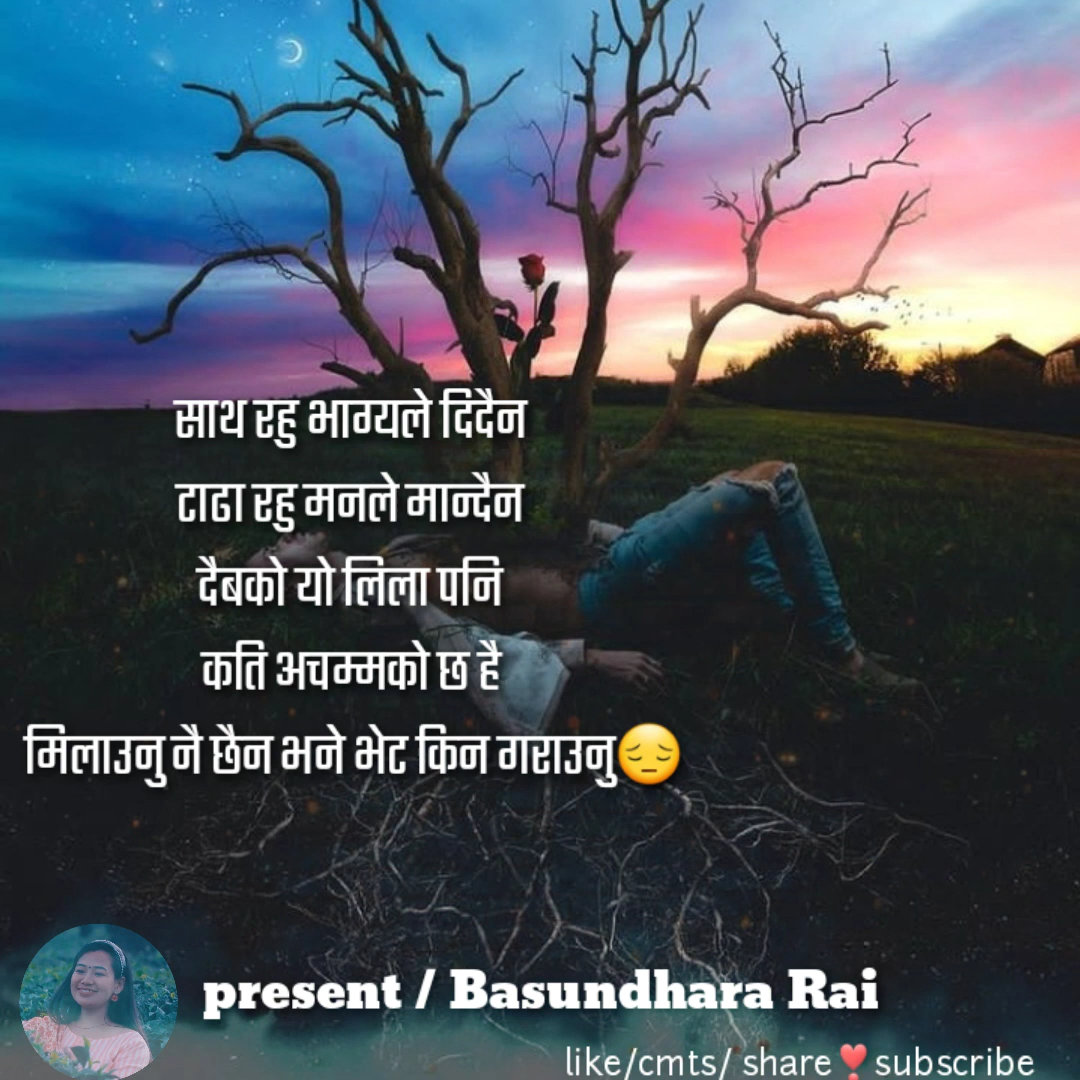 साथ रहु भाग्यले दिदैन
टाढा रहु मनले मान्दैन
दैबको यो लिला पनि
कति अचम्मको छ है
मिलाउनु नै छैन भने भेट किन गराउनु😔
present / Basundhara Rai
like/cmts/ share❣️subscribe